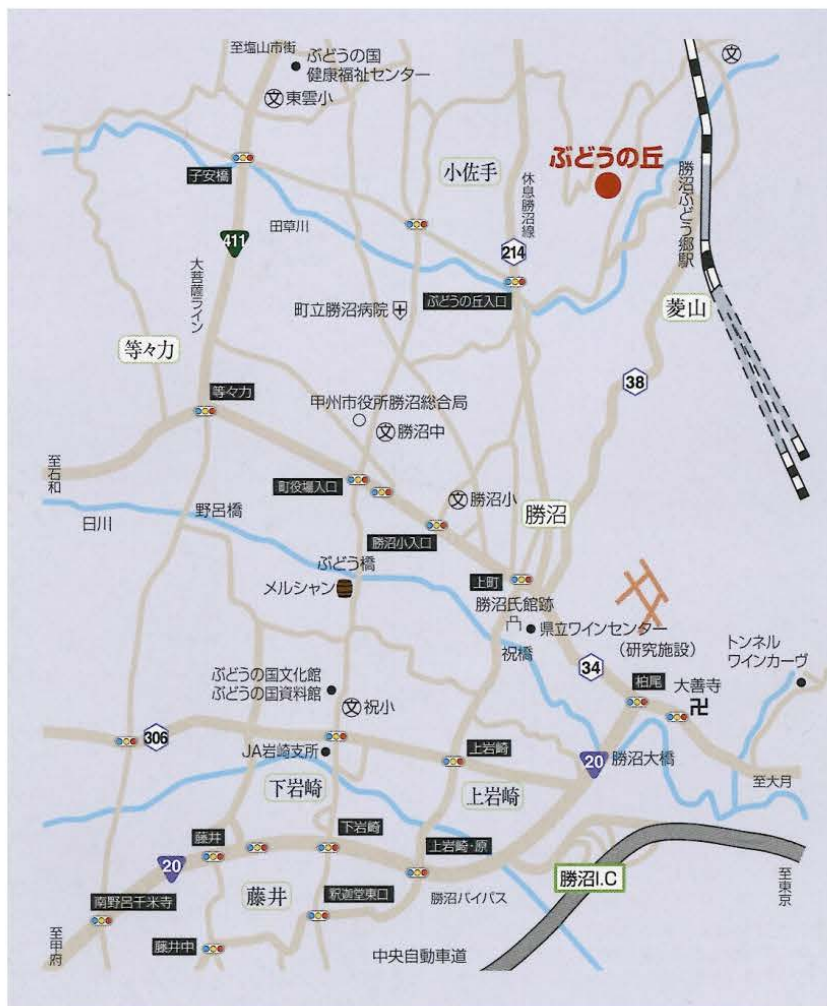 至塩山市街
ぶどうの国
健康福祉センター
文
文 東雲小
子安橋
小佐手
休息勝沼線
ぶどうの丘
勝沼ぶどう郷駅
田草川
411
214
大菩薩ライン
町立勝沼病院
ぶどうの丘入口
菱山
等々力
38
等々力
甲州市役所勝沼総合局
文 勝沼中
至石和
町役場入口
文 勝沼小
勝沼
日川
野呂橋
勝沼小入口
ぶどう橋
メルシャン
上町
勝沼氏館跡
県立ワインセンター
(研究施設)
祝橋
トンネル
ワインカーヴ
34
柏尾
大善寺
卍
ぶどうの国文化館
ぶどうの国資料館
文 祝小
306
JA岩崎支所
上岩崎
20
勝沼大橋
至大月
下岩崎
上岩崎
藤井
下岩崎
上岩崎・原
20
勝沼I.C
藤井
釈迦堂東口
勝沼バイパス
南野呂千米寺
至東京
至甲府
藤井中
中央自動車道